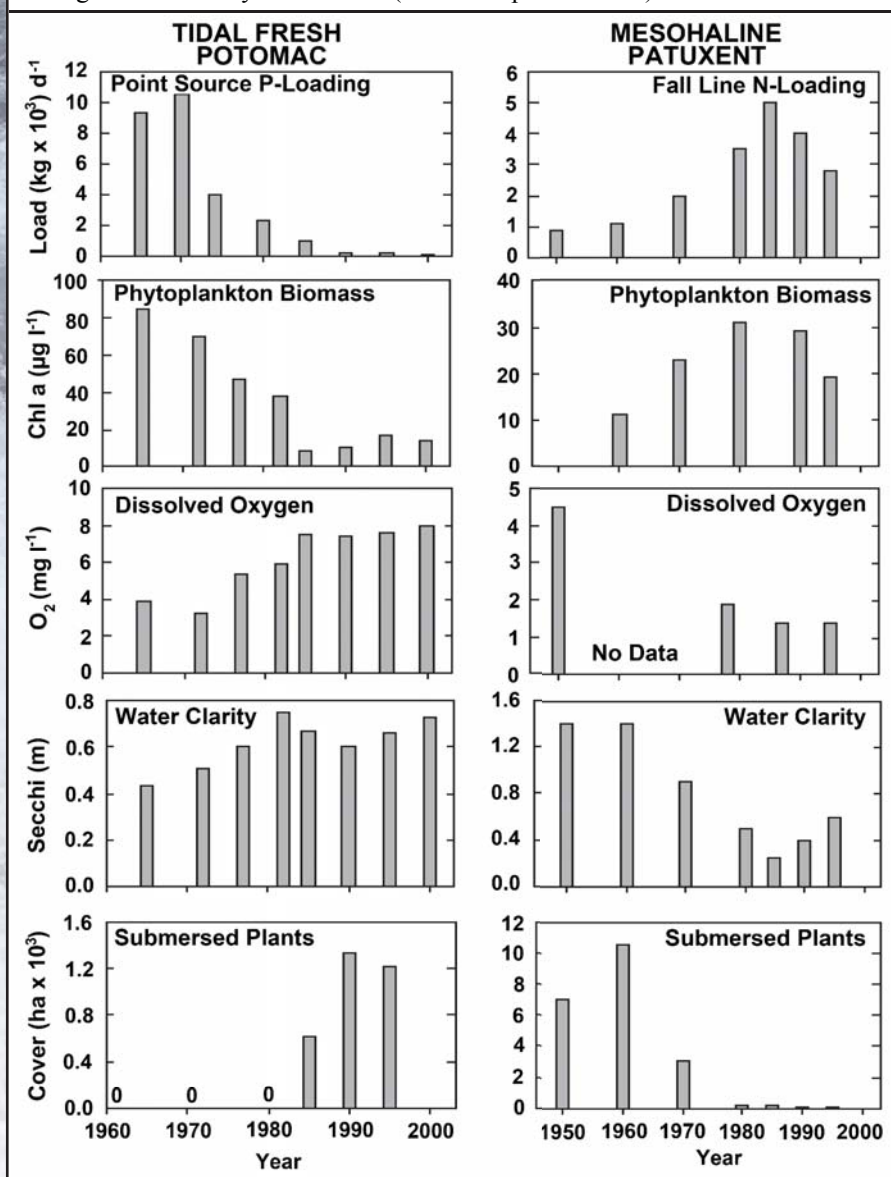 TIDAL FRESH
POTOMAC
MESOHALINE
PATUXENT
Point Source P-Loading
Load (kg x 10³) d⁻¹
12
10
8
6
4
2
0
Fall Line N-Loading
6
5
4
3
2
1
0
Phytoplankton Biomass
Chl a (µg l⁻¹)
100
80
60
40
20
0
Phytoplankton Biomass
40
30
20
10
0
Dissolved Oxygen
O₂ (mg l⁻¹)
10
8
6
4
2
0
Dissolved Oxygen
5
4
3
2
1
0
No Data
Water Clarity
Secchi (m)
0.8
0.6
0.4
0.2
0.0
Water Clarity
1.6
1.2
0.8
0.4
0.0
Submersed Plants
Cover (ha x 10³)
1.6
1.2
0.8
0.4
0.0
0 0 0
1960 1970 1980 1990 2000
Year
Submersed Plants
12
10
8
6
4
2
0
1950 1960 1970 1980 1990 2000
Year